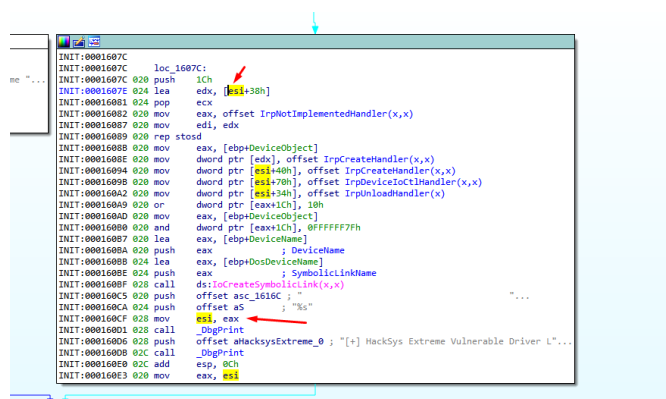 me "...
INIT:0001607C
INIT:0001607C loc_1607C:
INIT:0001607C 020 push 1Ch
INIT:0001607E 024 lea edx, [esi+38h]
INIT:00016081 024 pop ecx
INIT:00016082 020 mov eax, offset IrpNotImplementedHandler(x,x)
INIT:00016087 020 mov edi, edx
INIT:00016089 020 rep stosd
INIT:0001608B 020 mov eax, [ebp+DeviceObject]
INIT:0001608E 020 mov dword ptr [edx], offset IrpCreateHandler(x,x)
INIT:00016094 020 mov dword ptr [esi+40h], offset IrpCreateHandler(x,x)
INIT:0001609B 020 mov dword ptr [esi+70h], offset IrpDeviceIoCtlHandler(x,x)
INIT:000160A2 020 mov dword ptr [esi+34h], offset IrpUnloadHandler(x)
INIT:000160A9 020 or dword ptr [eax+1Ch], 10h
INIT:000160AD 020 mov eax, [ebp+DeviceObject]
INIT:000160B0 020 and dword ptr [eax+1Ch], 0FFFFFF7Fh
INIT:000160B7 020 lea eax, [ebp+DeviceName]
INIT:000160BA 020 push eax ; DeviceName
INIT:000160BB 024 lea eax, [ebp+DosDeviceName]
INIT:000160BE 024 push eax ; SymbolicLinkName
INIT:000160BF 028 call ds:IoCreateSymbolicLink(x,x)
INIT:000160C5 020 push offset asc_1616C ; " "...
INIT:000160CA 024 push offset aS ; "%s"
INIT:000160CF 028 mov esi, eax
INIT:000160D1 028 call _DbgPrint
INIT:000160D6 028 push offset aHacksysExtreme_0 ; "[+] HackSys Extreme Vulnerable Driver L"...
INIT:000160DB 02C call _DbgPrint
INIT:000160E0 02C add esp, 0Ch
INIT:000160E3 020 mov eax, esi